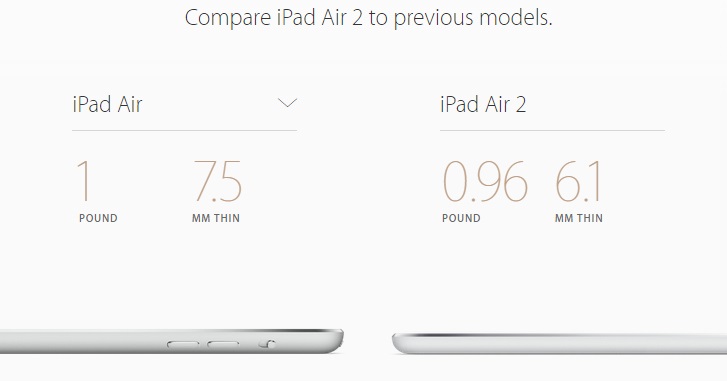 Compare iPad Air 2 to previous models.
iPad Air
iPad Air 2
1
7.5
0.96
6.1
POUND
MM THIN
POUND
MM THIN